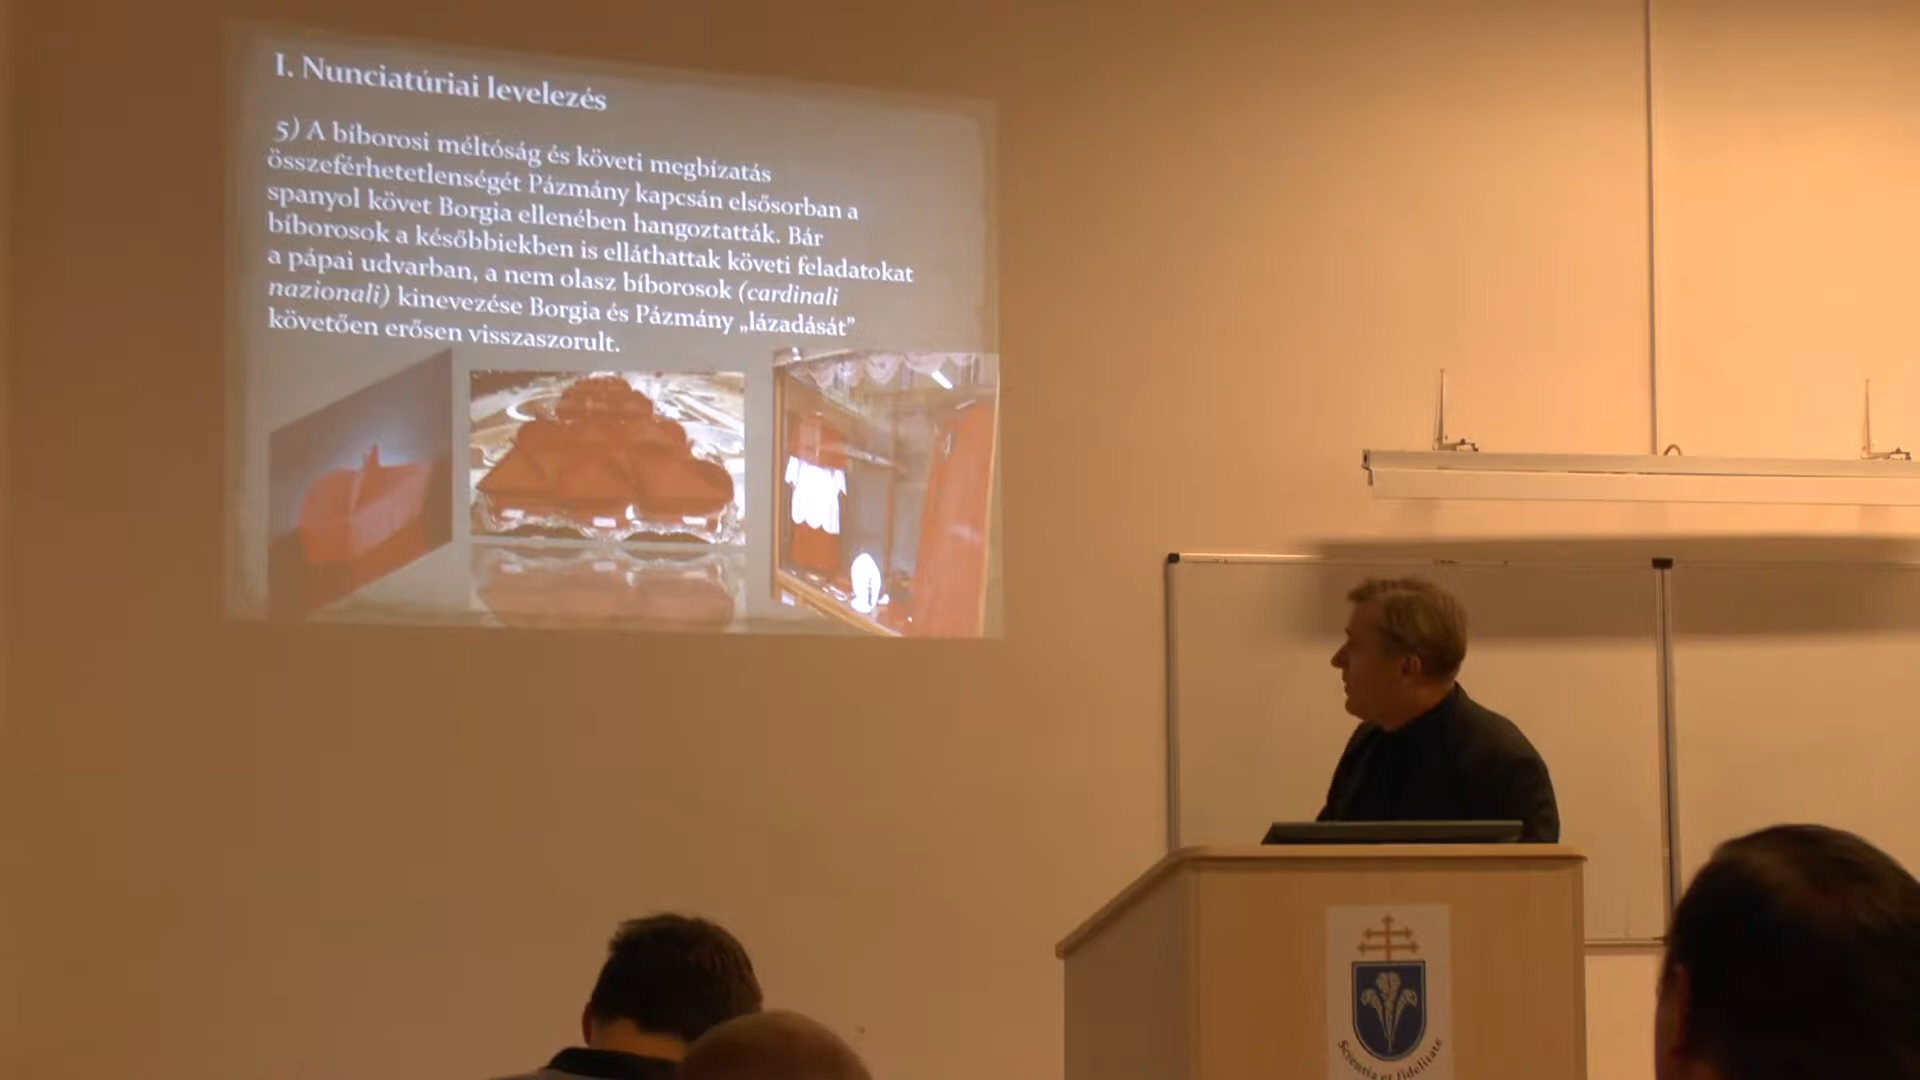 I. Nunciatúriai levelezés
5) A bíborosi méltóság és követi megbízatás
összeférhetetlenségét Pázmány kapcsán elsősorban a
spanyol követ Borgia ellenében hangoztatták. Bár
bíborosok a későbbiekben is elláthattak követi feladatokat
a pápai udvarban, a nem olasz bíborosok (cardinali
nazionali) kinevezése Borgia és Pázmány „lázadását”
követően erősen visszaszorult.
Scientia et fidelitate